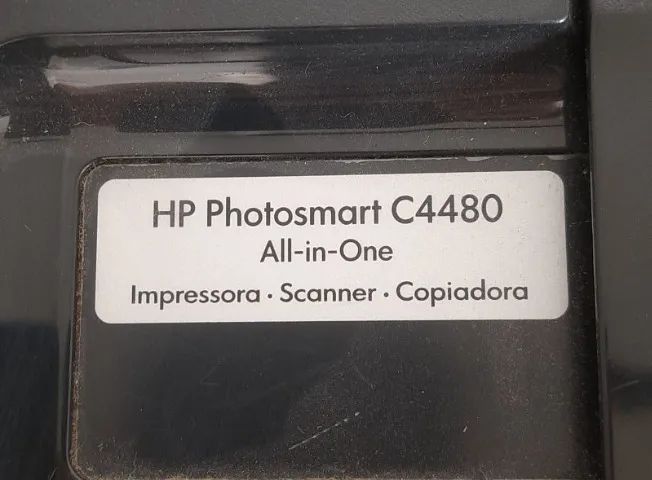 HP Photosmart C4480
All-in-One
Impressora · Scanner · Copiadora